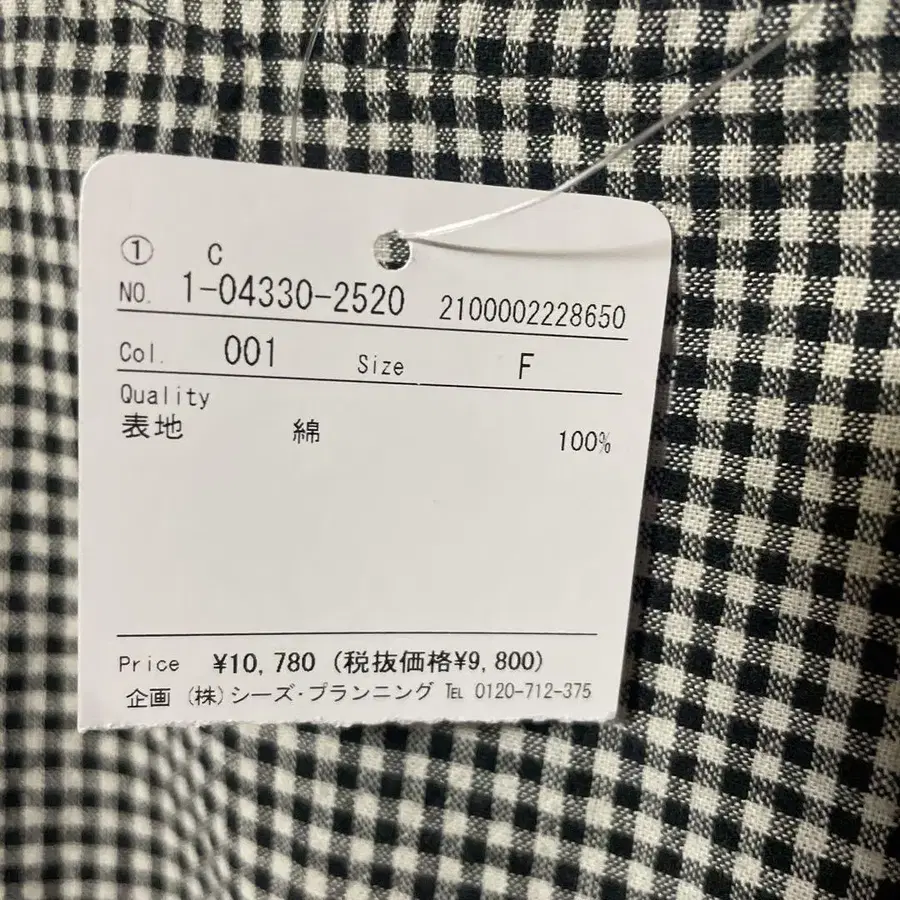 ① C
NO. 1-04330-2520 2100002228650
Col. 001 Size F
Quality
表地 綿 100%
Price ¥10,780 (税抜価格¥9,800)
企画 (株)シーズ・プランニング ℡ 0120-712-375